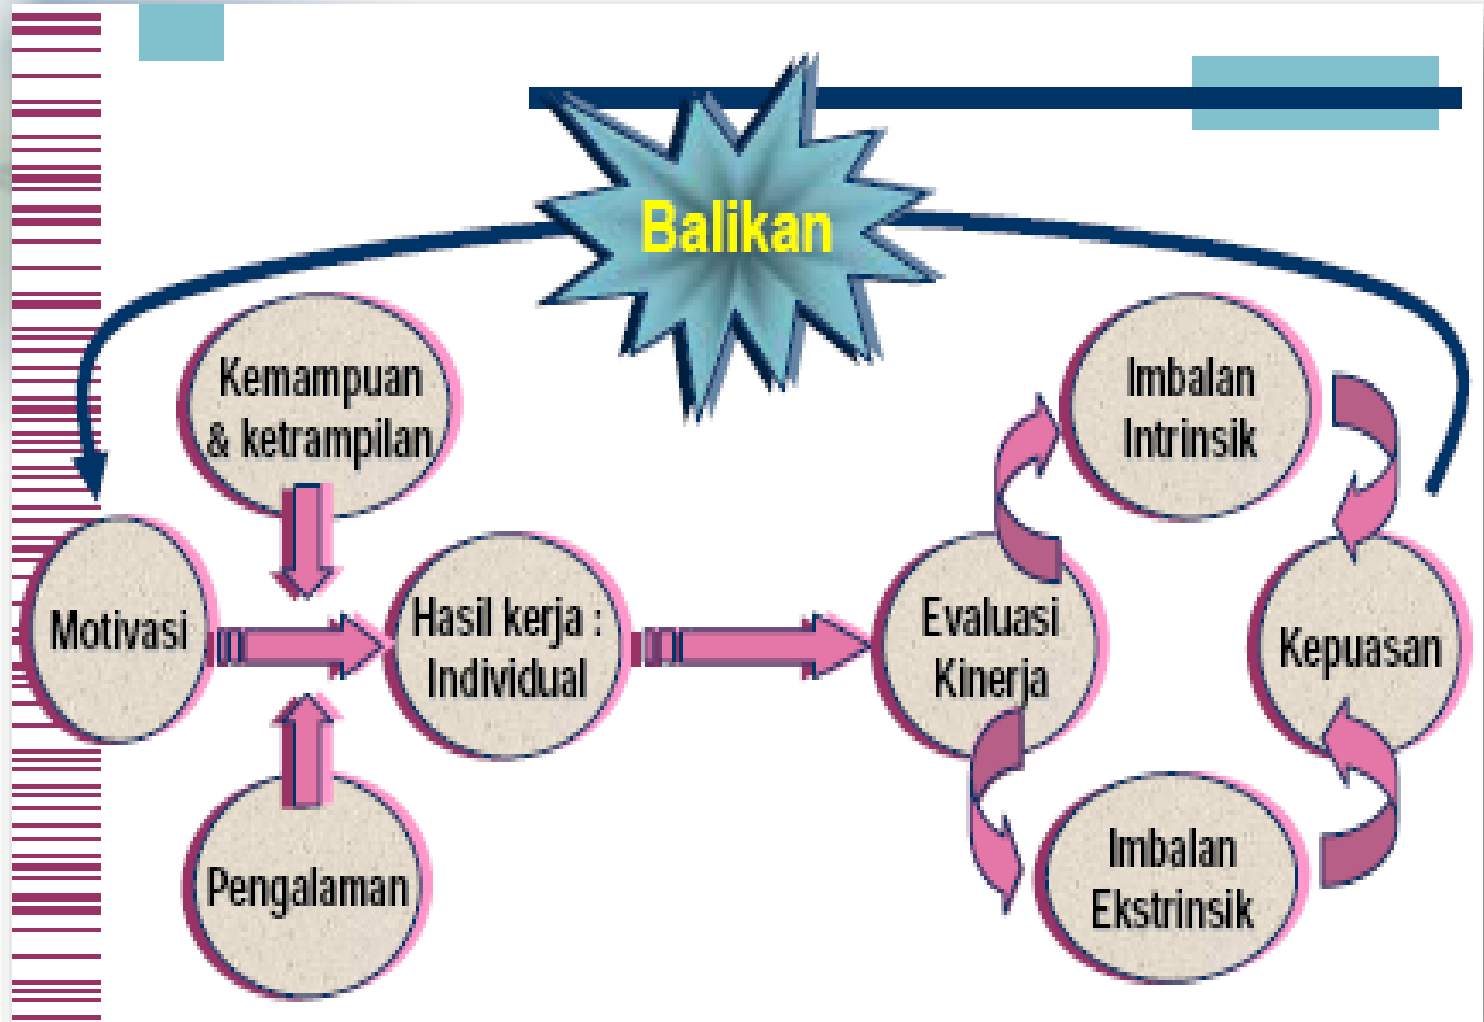 Balikan
Kemampuan
& ketrampilan
Imbalan
Intrinsik
Motivasi
Hasil kerja :
Individual
Evaluasi
Kinerja
Kepuasan
Pengalaman
Imbalan
Ekstrinsik